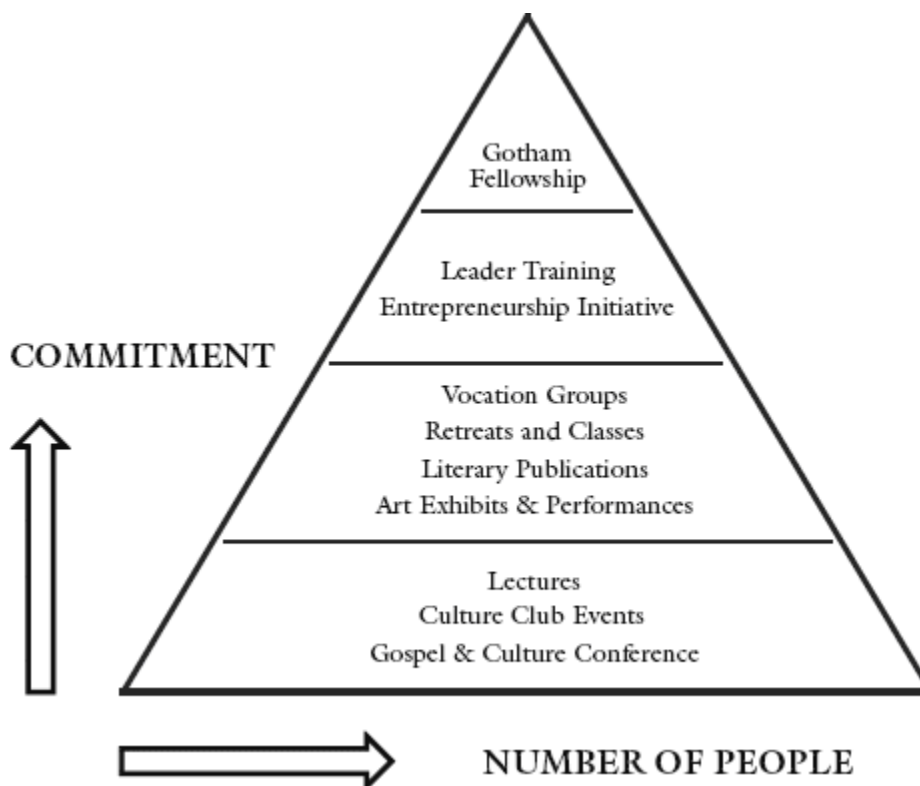 Gotham
Fellowship
Leader Training
Entrepreneurship Initiative
COMMITMENT
Vocation Groups
Retreats and Classes
Literary Publications
Art Exhibits & Performances
Lectures
Culture Club Events
Gospel & Culture Conference
NUMBER OF PEOPLE